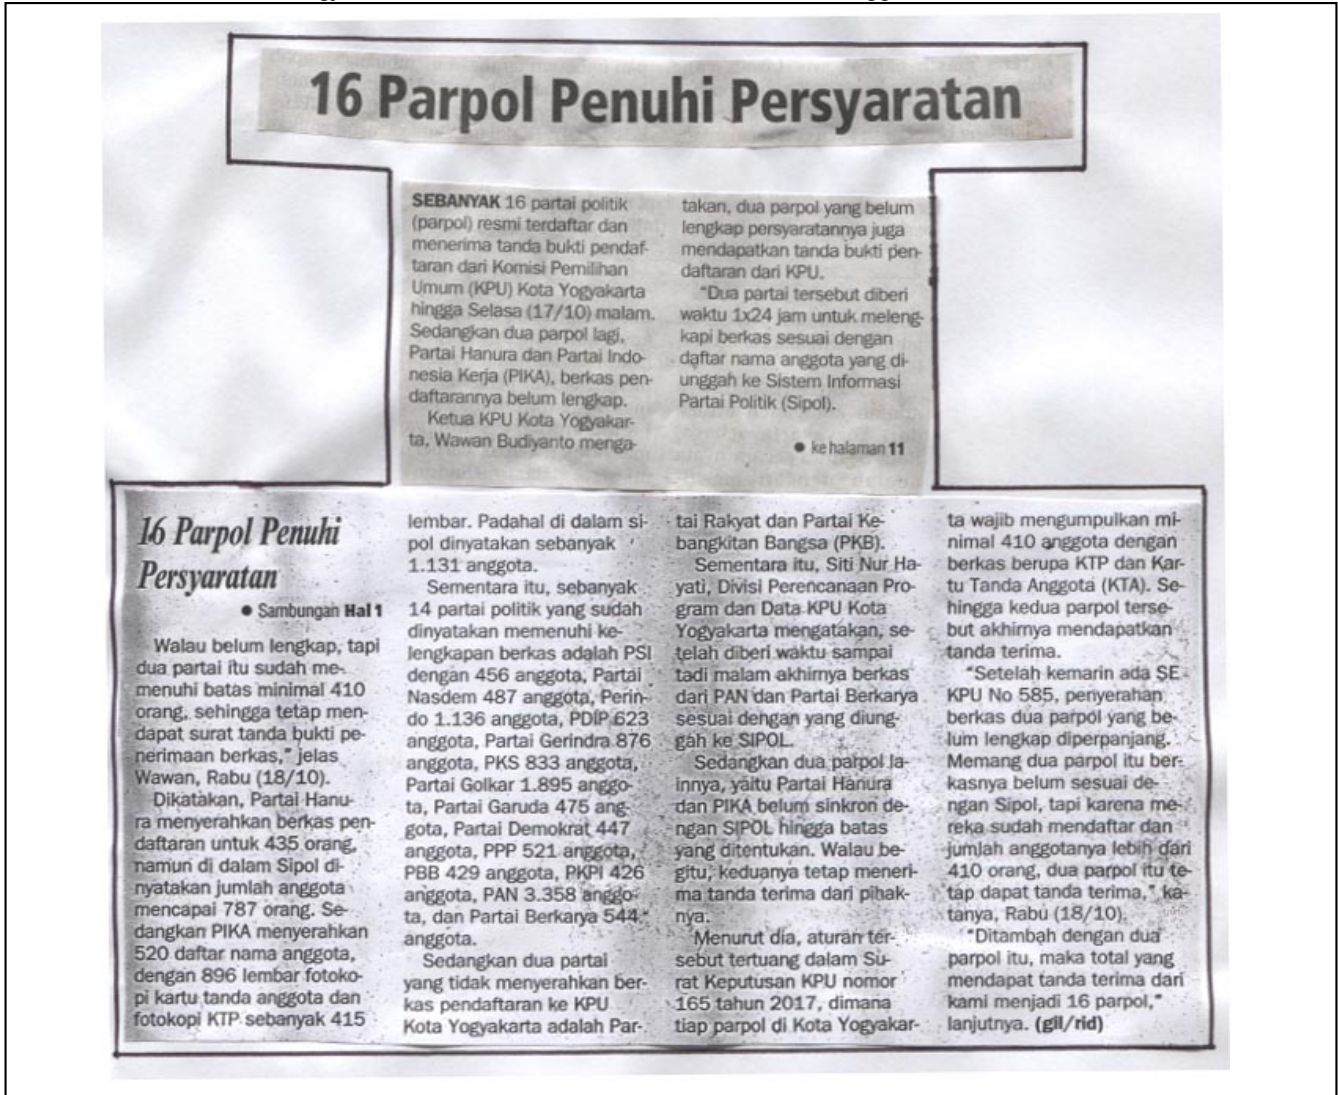 16 Parpol Penuhi Persyaratan
SEBANYAK 16 partai politik
(parpol) resmi terdaftar dan
menerima tanda bukti pendaf-
taran dari Komisi Pemilihan
Umum (KPU) Kota Yogyakarta
hingga Selasa (17/10) malam.
Sedangkan dua parpol lagi,
Partai Hanura dan Partai Indo-
nesia Kerja (PIKA), berkas pen-
daftarannya belum lengkap.
Ketua KPU Kota Yogyakar-
ta, Wawan Budiyanto menga-
takan, dua parpol yang belum
lengkap persyaratannya juga
mendapatkan tanda bukti pen-
daftaran dari KPU.
"Dua partai tersebut diberi
waktu 1x24 jam untuk meleng-
kapi berkas sesuai dengan
daftar nama anggota yang di-
unggah ke Sistem Informasi
Partai Politik (Sipol).
● ke halaman 11
16 Parpol Penuhi
Persyaratan
● Sambungan Hal 1
Walau belum lengkap, tapi
dua partai itu sudah me-
menuhi batas minimal 410
orang, sehingga tetap men-
dapat surat tanda bukti pe-
nerimaan berkas," jelas
Wawan, Rabu (18/10).
Dikatakan, Partai Hanu-
ra menyerahkan berkas pen-
daftaran untuk 435 orang,
namun di dalam Sipol di-
nyatakan jumlah anggota
mencapai 787 orang. Se-
dangkan PIKA menyerahkan
520 daftar nama anggota,
dengan 896 lembar fotoko-
pi kartu tanda anggota dan
fotokopi KTP sebanyak 415
lembar. Padahal di dalam si-
pol dinyatakan sebanyak
1.131 anggota.
Sementara itu, sebanyak
14 partai politik yang sudah
dinyatakan memenuhi ke-
lengkapan berkas adalah PSI
dengan 456 anggota, Partai
Nasdem 487 anggota, Perin-
do 1.136 anggota, PDIP 623
anggota, Partai Gerindra 876
anggota, PKS 833 anggota,
Partai Golkar 1.895 anggo-
ta, Partai Garuda 475 ang-
gota, Partai Demokrat 447
anggota, PPP 521 anggota,
PBB 429 anggota, PKPI 426
anggota, PAN 3.358 anggo-
ta, dan Partai Berkarya 544
anggota.
Sedangkan dua partai
yang tidak menyerahkan ber-
kas pendaftaran ke KPU
Kota Yogyakarta adalah Par-
tai Rakyat dan Partai Ke-
bangkitan Bangsa (PKB).
Sementara itu, Siti Nur Ha-
yati, Divisi Perencanaan Pro-
gram dan Data KPU Kota
Yogyakarta mengatakan, se-
telah diberi waktu sampai
tadi malam akhirnya berkas
dari PAN dan Partai Berkarya
sesuai dengan yang diung-
gah ke SIPOL.
Sedangkan dua parpol la-
innya, yaitu Partai Hanura
dan PIKA belum sinkron de-
ngan SIPOL hingga batas
yang ditentukan. Walau be-
gitu, keduanya tetap meneri-
ma tanda terima dari pihak-
nya.
Menurut dia, aturan ter-
sebut tertuang dalam Su-
rat Keputusan KPU nomor
165 tahun 2017, dimana
tiap parpol di Kota Yogyakar-
ta wajib mengumpulkan mi-
nimal 410 anggota dengan
berkas berupa KTP dan Kar-
tu Tanda Anggota (KTA). Se-
hingga kedua parpol terse-
but akhirnya mendapatkan
tanda terima.
"Setelah kemarin ada SE
KPU No 585, penyerahan
berkas dua parpol yang be-
lum lengkap diperpanjang.
Memang dua parpol itu ber-
kasnya belum sesuai de-
ngan Sipol, tapi karena me-
reka sudah mendaftar dan
jumlah anggotanya lebih dari
410 orang, dua parpol itu te-
tap dapat tanda terima," ka-
tanya, Rabu (18/10).
"Ditambah dengan dua
parpol itu, maka total yang
mendapat tanda terima dari
kami menjadi 16 parpol,"
lanjutnya. (gil/rid)